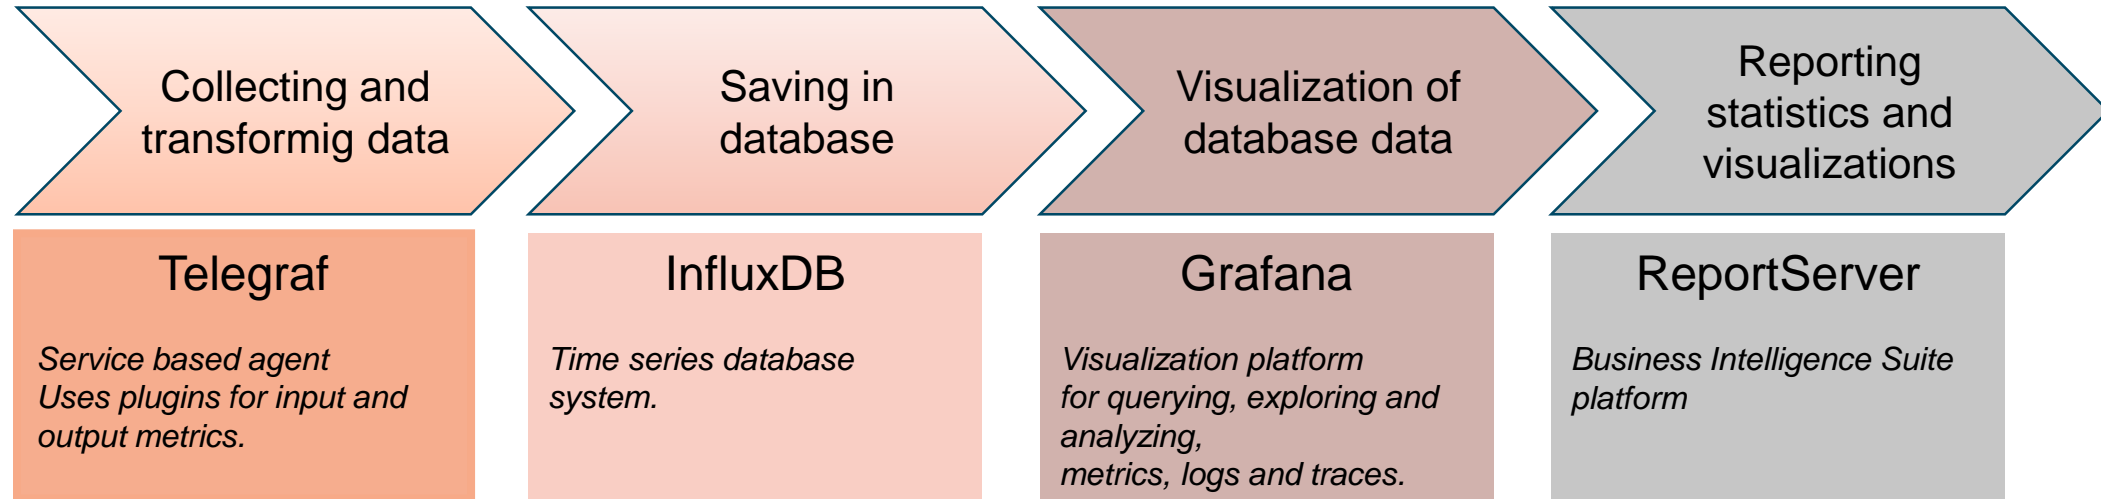 Collecting and
transformig data
Saving in
database
Visualization of
database data
Reporting
statistics and
visualizations
Telegraf
Service based agent
Uses plugins for input and
output metrics.
InfluxDB
Time series database
system.
Grafana
Visualization platform
for querying, exploring and
analyzing,
metrics, logs and traces.
ReportServer
Business Intelligence Suite
platform